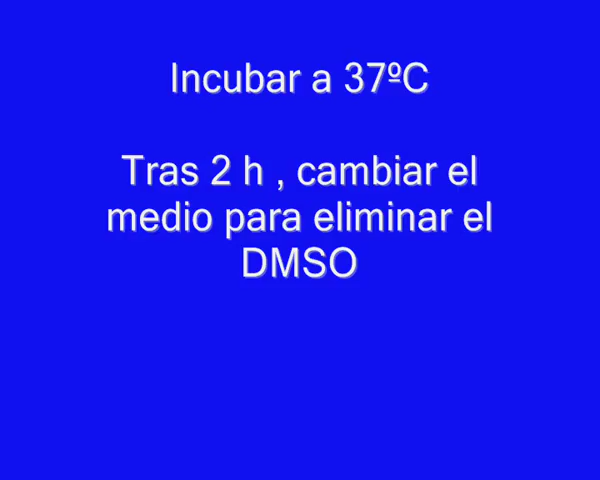 Incubar a 37ºC
Tras 2 h , cambiar el
medio para eliminar el
DMSO